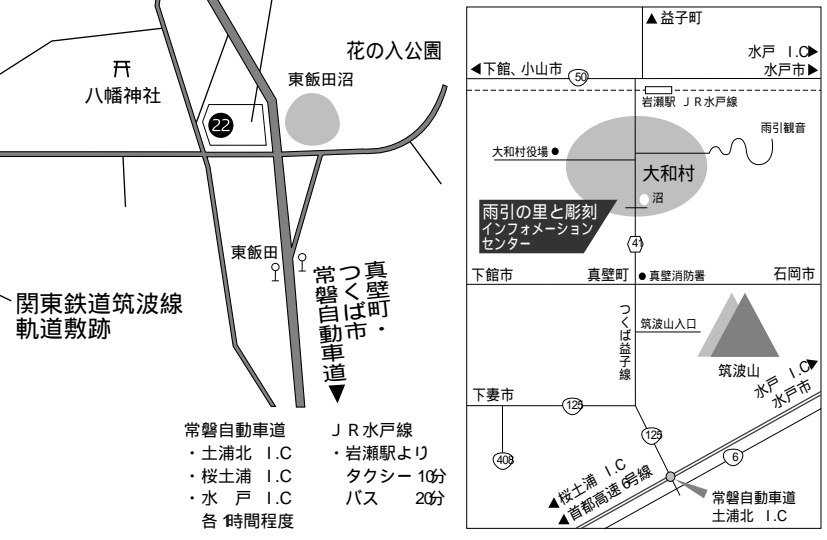 花の入公園
八幡神社
東飯田沼
22
東飯田
関東鉄道筑波線
軌道敷跡
真壁町・
つくば市
常磐自動車道▼
常磐自動車道
・土浦北 I.C
・桜土浦 I.C
・水 戸 I.C
各1時間程度
JR水戸線
・岩瀬駅より
タクシー 10分
バス 20分
▲益子町
水戸 I.C▶
水戸市▶
◀下館、小山市
50
岩瀬駅 JR水戸線
雨引観音
大和村役場●
大和村
沼
雨引の里と彫刻
インフォメーション
センター
41
下館市
真壁町
●真壁消防署
石岡市
つくば益子線
筑波山入口
筑波山
水戸 I.C▶
水戸市
下妻市
125
125
408
6
▲桜土浦 I.C
▲首都高速6号線
常磐自動車道
土浦北 I.C